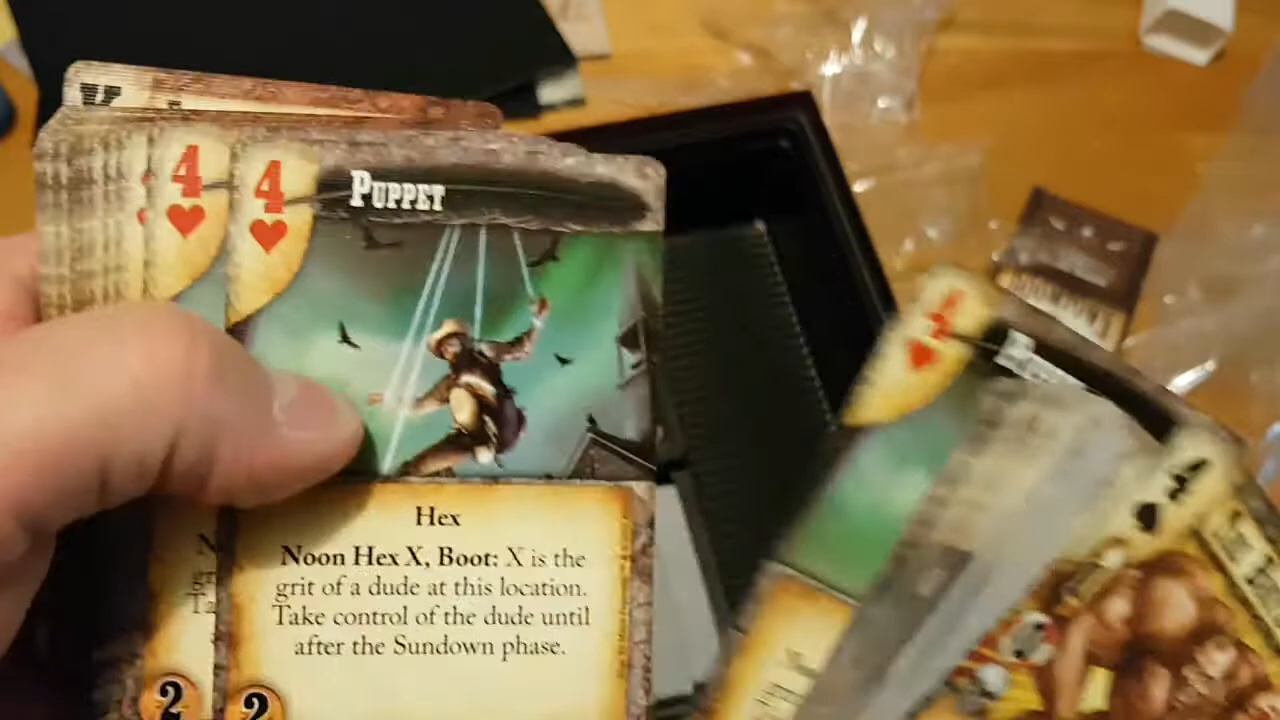 K
4
4
PUPPET
Hex
Noon Hex X, Boot: X is the
grit of a dude at this location.
Take control of the dude until
after the Sundown phase.
N
Ta
2
2